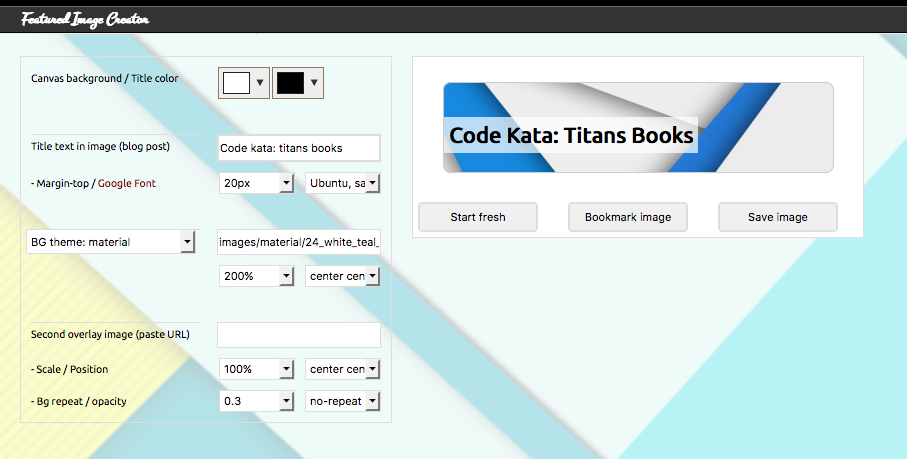 Featured Image Creator
Canvas background / Title color
Title text in image (blog post)
Code kata: titans books
- Margin-top / Google Font
20px
Ubuntu, sa
BG theme: material
images/material/24_white_teal_
200%
center cen
Second overlay image (paste URL)
- Scale / Position
100%
center cen
- Bg repeat / opacity
0.3
no-repeat
Code Kata: Titans Books
Start fresh
Bookmark image
Save image